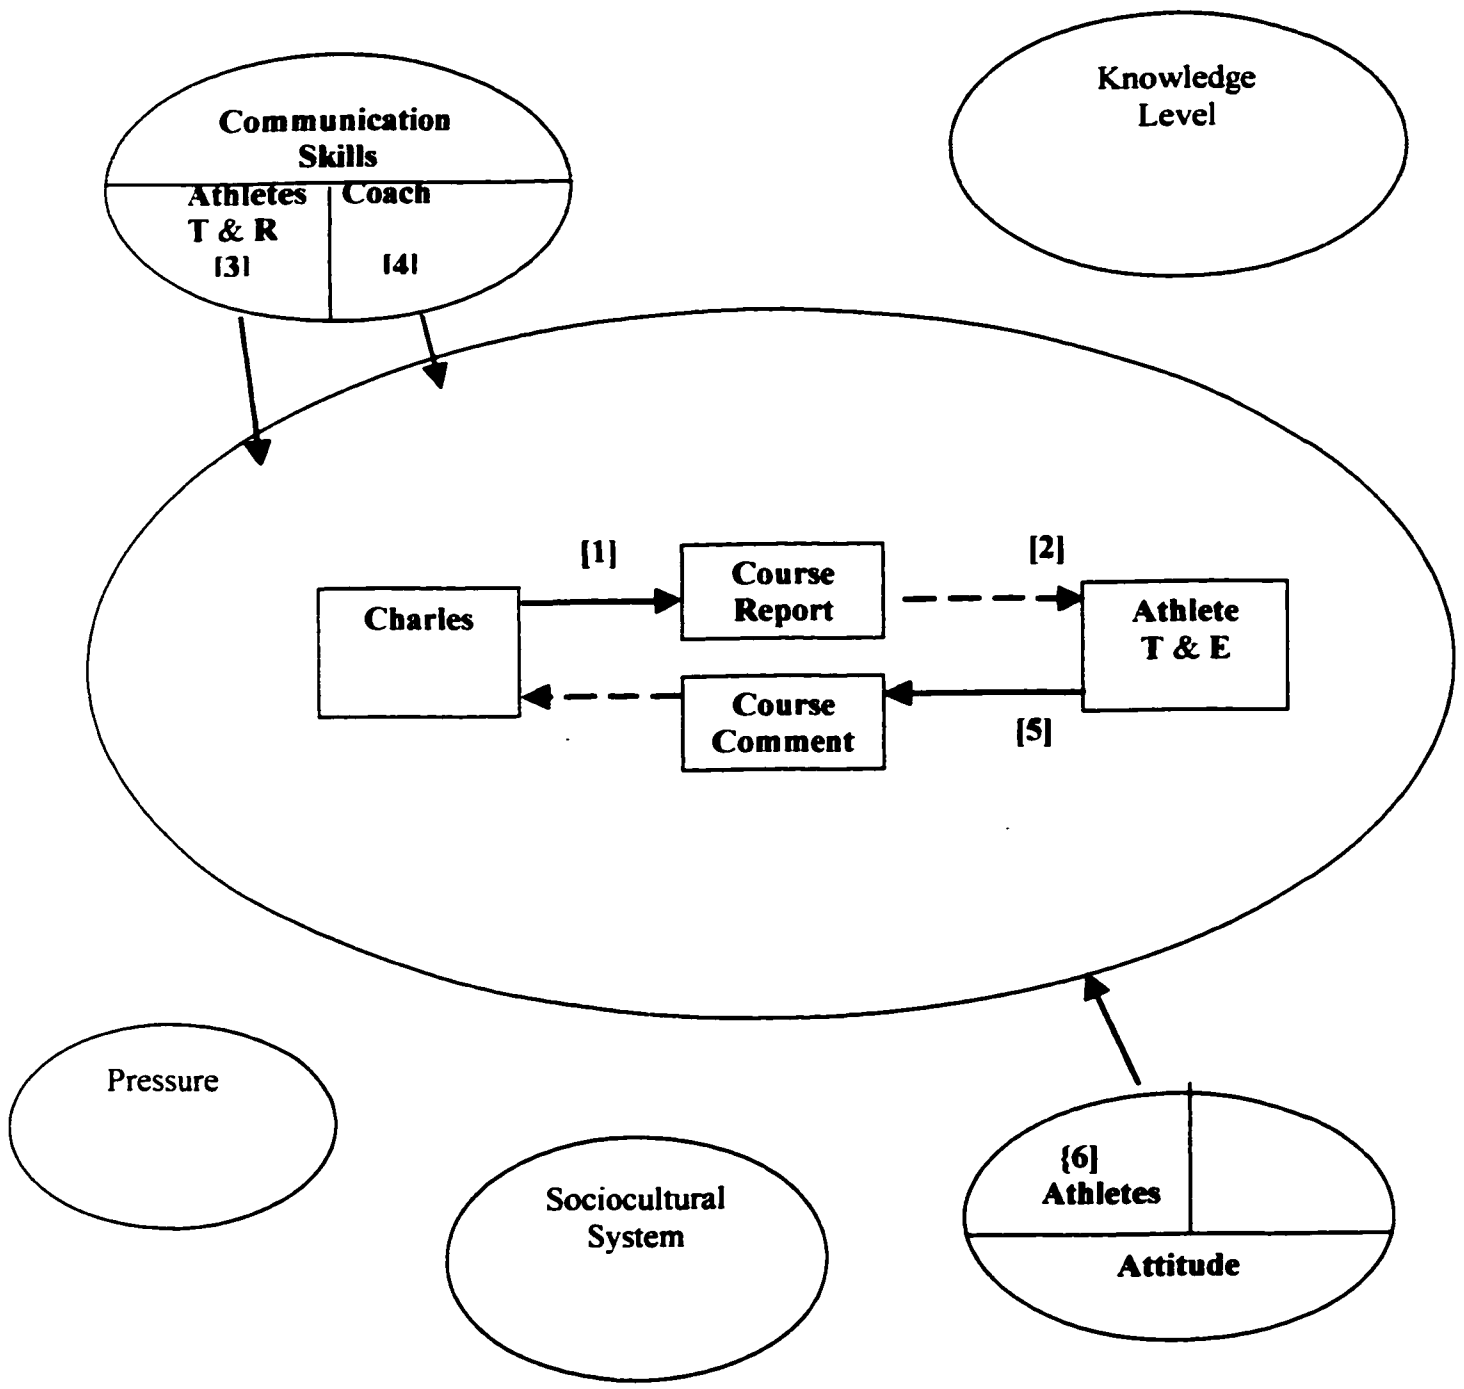 Knowledge
Level
Communication
Skills
Athletes
T & R
[3]
Coach
[4]
[1]
Course
Report
[2]
Charles
Athlete
T & E
Course
Comment
[5]
Pressure
Sociocultural
System
{6]
Athletes
Attitude